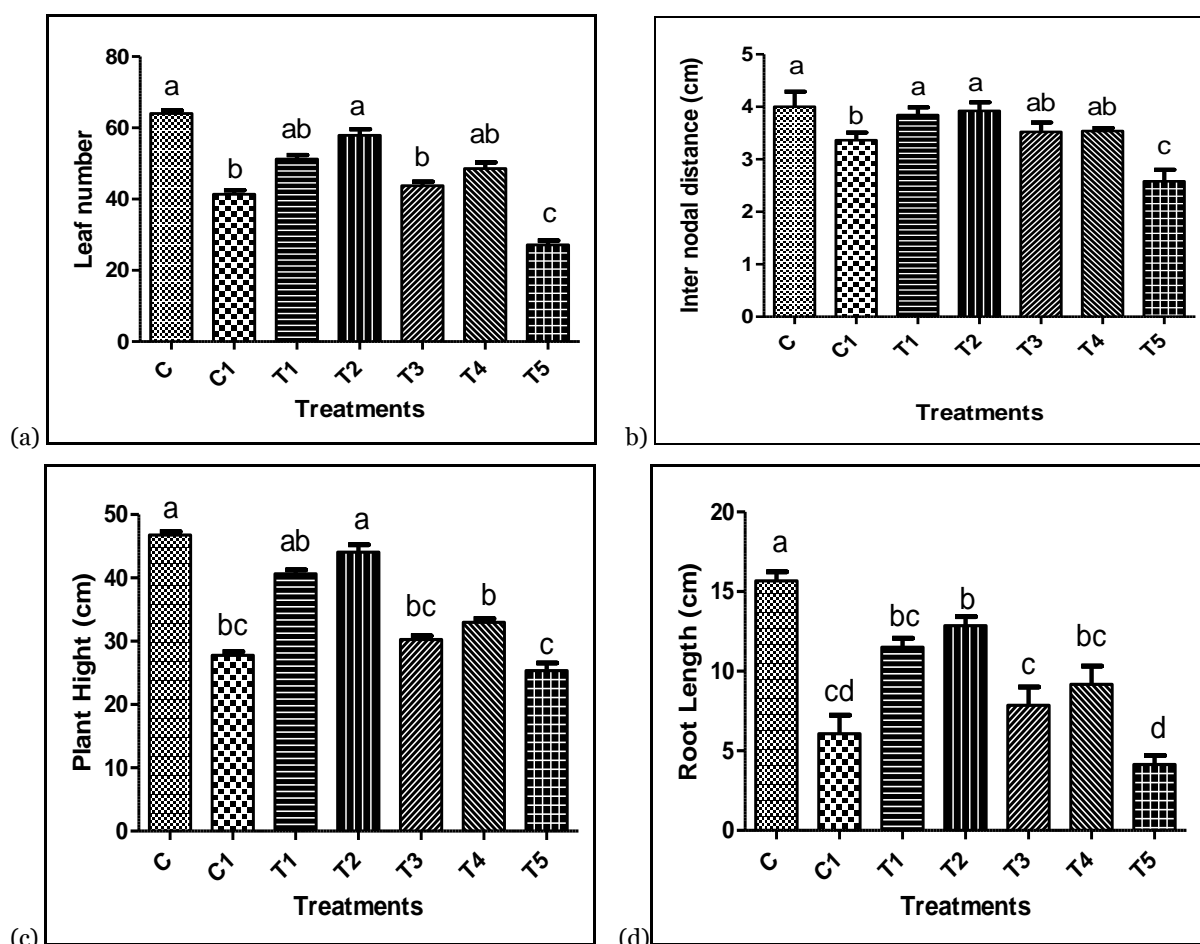 80
60
40
20
0
Leaf number
a
b
ab
a
b
ab
c
C
C1
T1
T2
T3
T4
T5
Treatments
(a)
5
4
3
2
1
0
Inter nodal distance (cm)
a
b
a
a
ab
ab
c
C
C1
T1
T2
T3
T4
T5
Treatments
b)
50
40
30
20
10
0
Plant Hight (cm)
a
bc
ab
a
bc
b
c
C
C1
T1
T2
T3
T4
T5
Treatments
(c)
20
15
10
5
0
Root Length (cm)
a
cd
bc
b
c
bc
d
C
C1
T1
T2
T3
T4
T5
Treatments
(d)